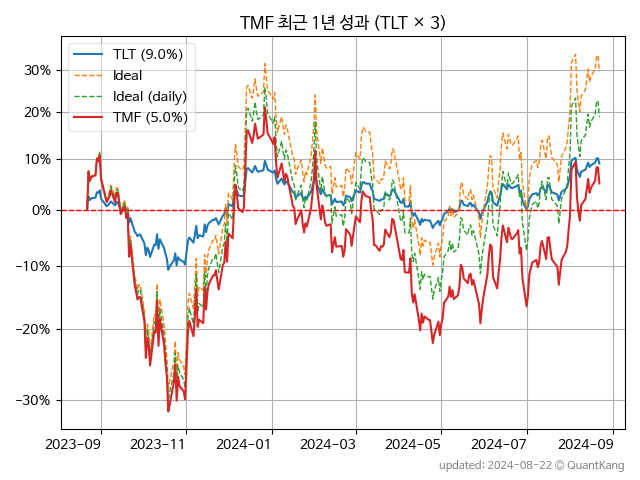 TMF 최근 1년 성과 (TLT × 3)
TLT (9.0%)
Ideal
Ideal (daily)
TMF (5.0%)
30%
20%
10%
0%
−10%
−20%
−30%
2023-09 2023-11 2024-01 2024-03 2024-05 2024-07 2024-09
updated: 2024-08-22 © QuantKang